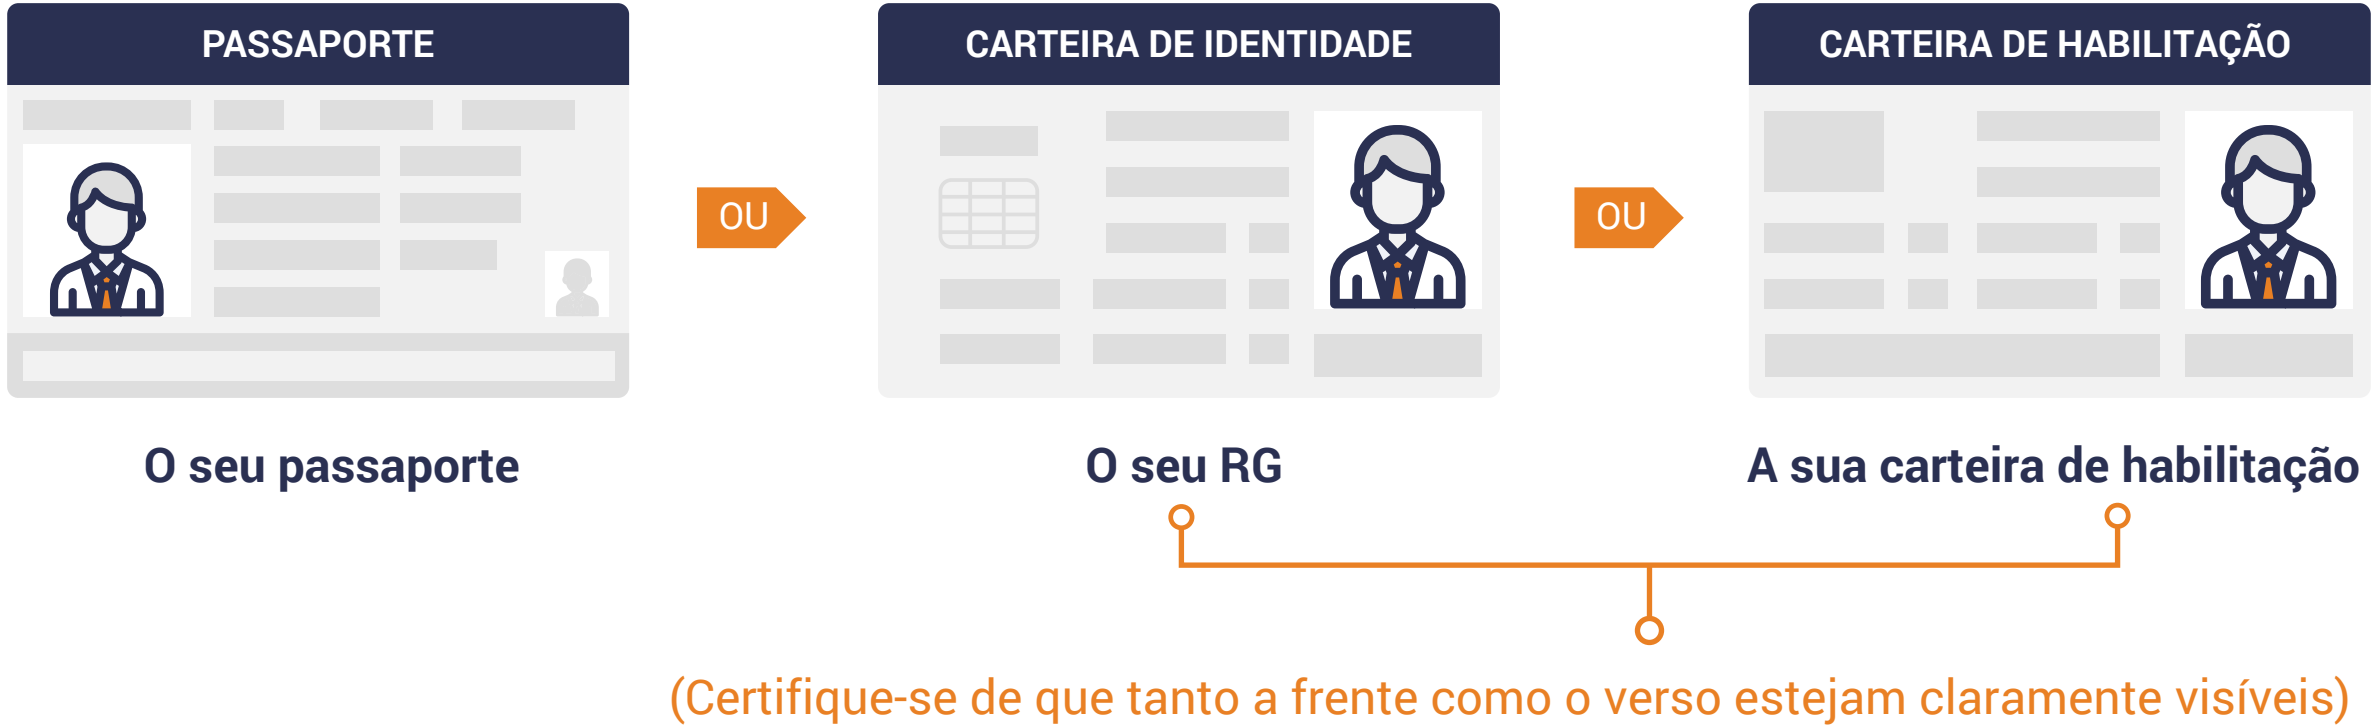 PASSAPORTE
OU
CARTEIRA DE IDENTIDADE
OU
CARTEIRA DE HABILITAÇÃO
O seu passaporte
O seu RG
A sua carteira de habilitação
(Certifique-se de que tanto a frente como o verso estejam claramente visíveis)